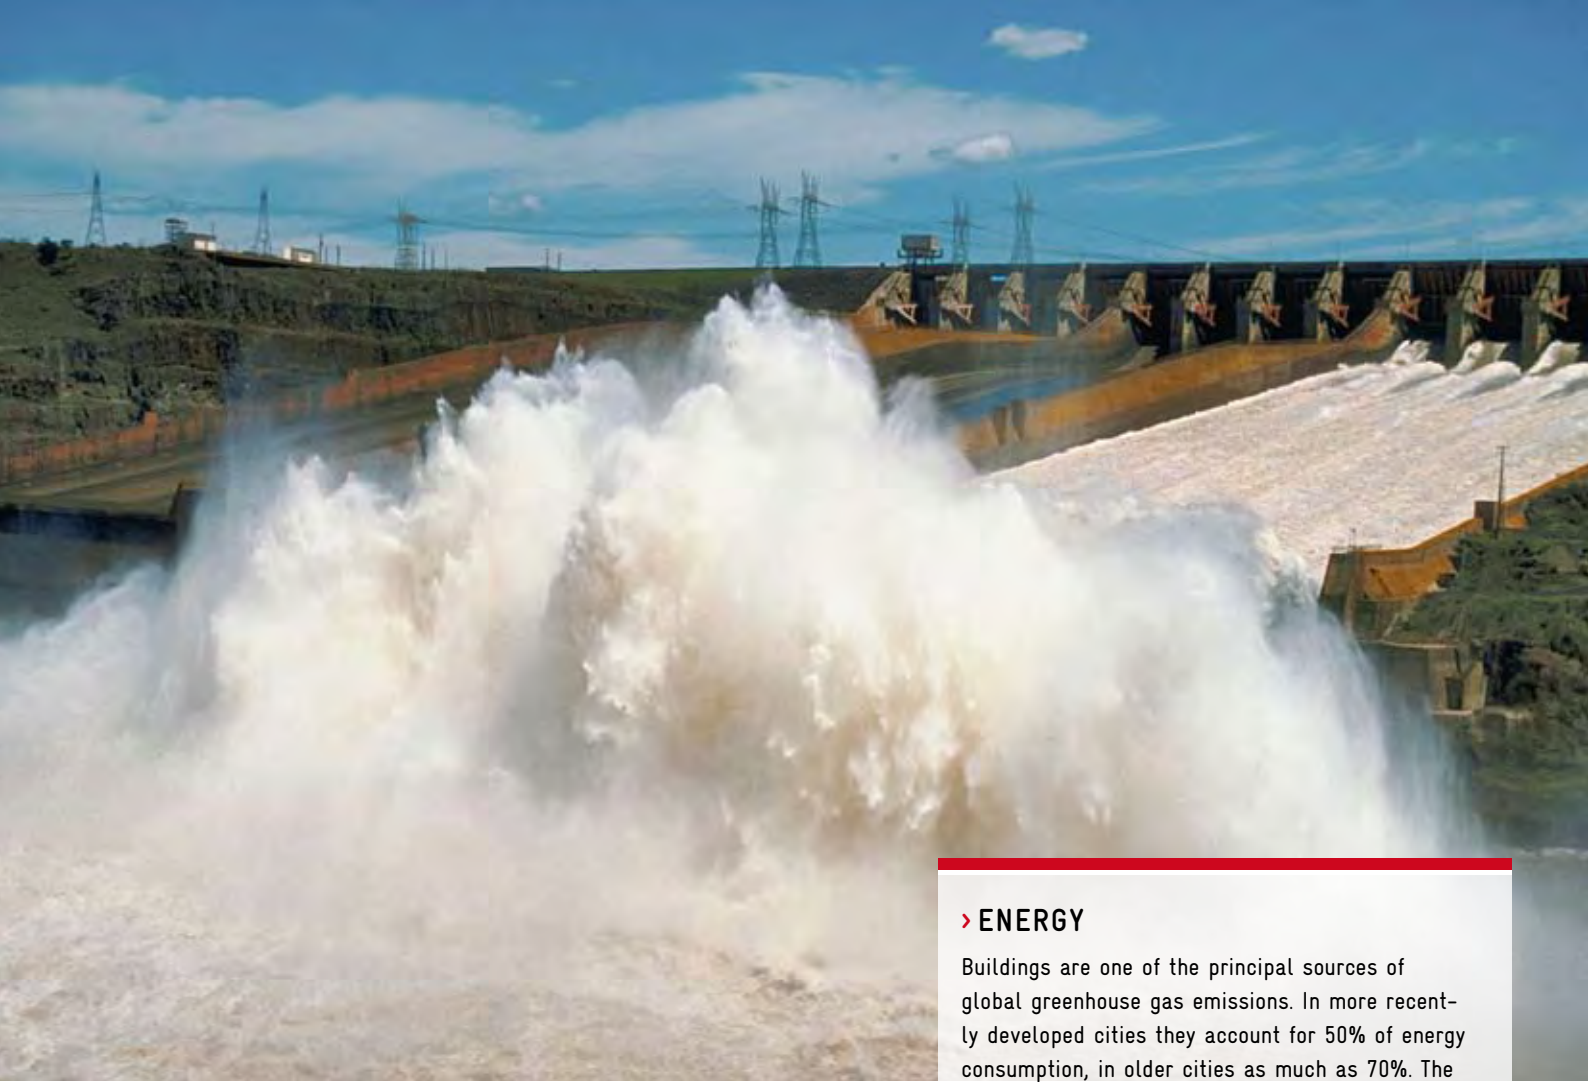 › ENERGY
Buildings are one of the principal sources of
global greenhouse gas emissions. In more recent-
ly developed cities they account for 50% of energy
consumption, in older cities as much as 70%. The